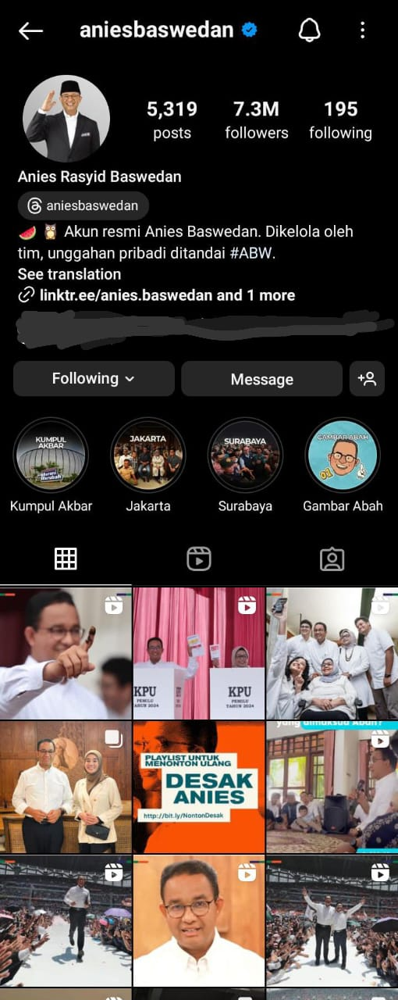 aniesbaswedan
5,319
7.3M
195
posts
followers
following
Anies Rasyid Baswedan
aniesbaswedan
🍉 🦉 Akun resmi Anies Baswedan. Dikelola oleh
tim, unggahan pribadi ditandai #ABW.
See translation
linktr.ee/anies.baswedan and 1 more
Following
Message
KUMPUL
AKBAR
Berani
Berubah
JAKARTA
SURABAYA
GAMBAR ABAH
Kumpul Akbar
Jakarta
Surabaya
Gambar Abah
KPU
PEMILU
AHUN 2024
KPU
PEMILU
TAHUN 2024
PLAYLIST UNTUK
MENONTON ULANG
DESAK
ANIES
http://bit.ly/NontonDesak
yang dimaksud Abah?